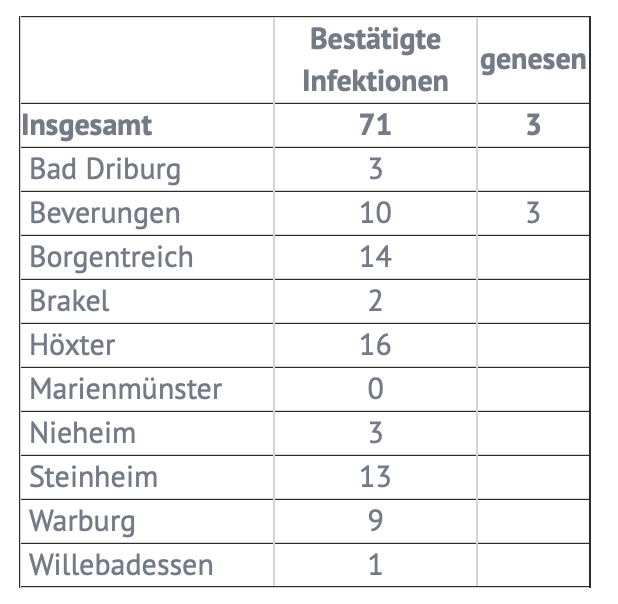 Bestätigte
Infektionen
genesen
Insgesamt 71 3
Bad Driburg 3
Beverungen 10 3
Borgentreich 14
Brakel 2
Höxter 16
Marienmünster 0
Nieheim 3
Steinheim 13
Warburg 9
Willebadessen 1